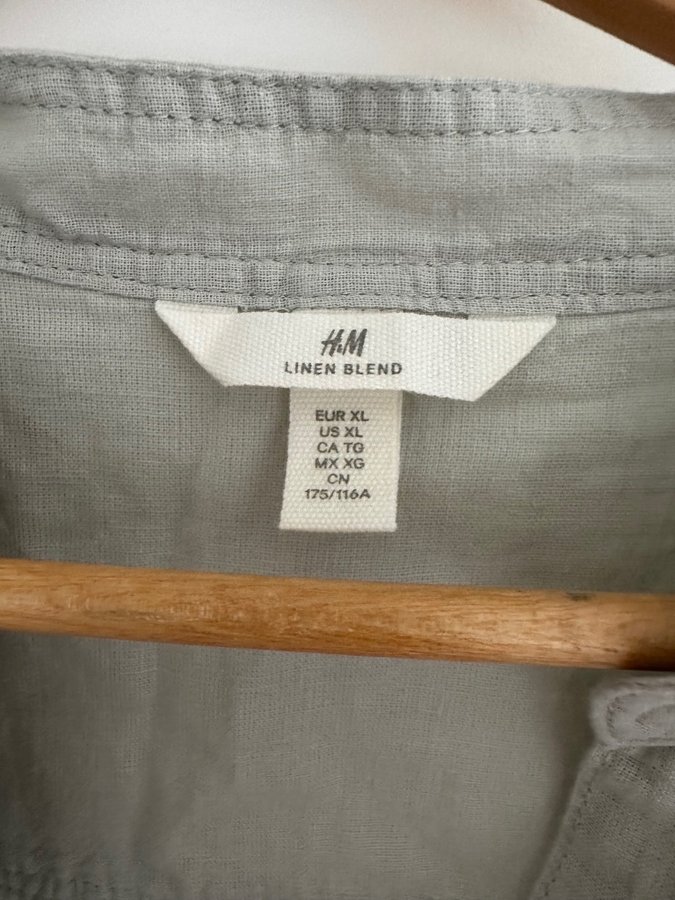 H&M
LINEN BLEND
EUR XL
US XL
CA TG
MX XG
CN
175/116A